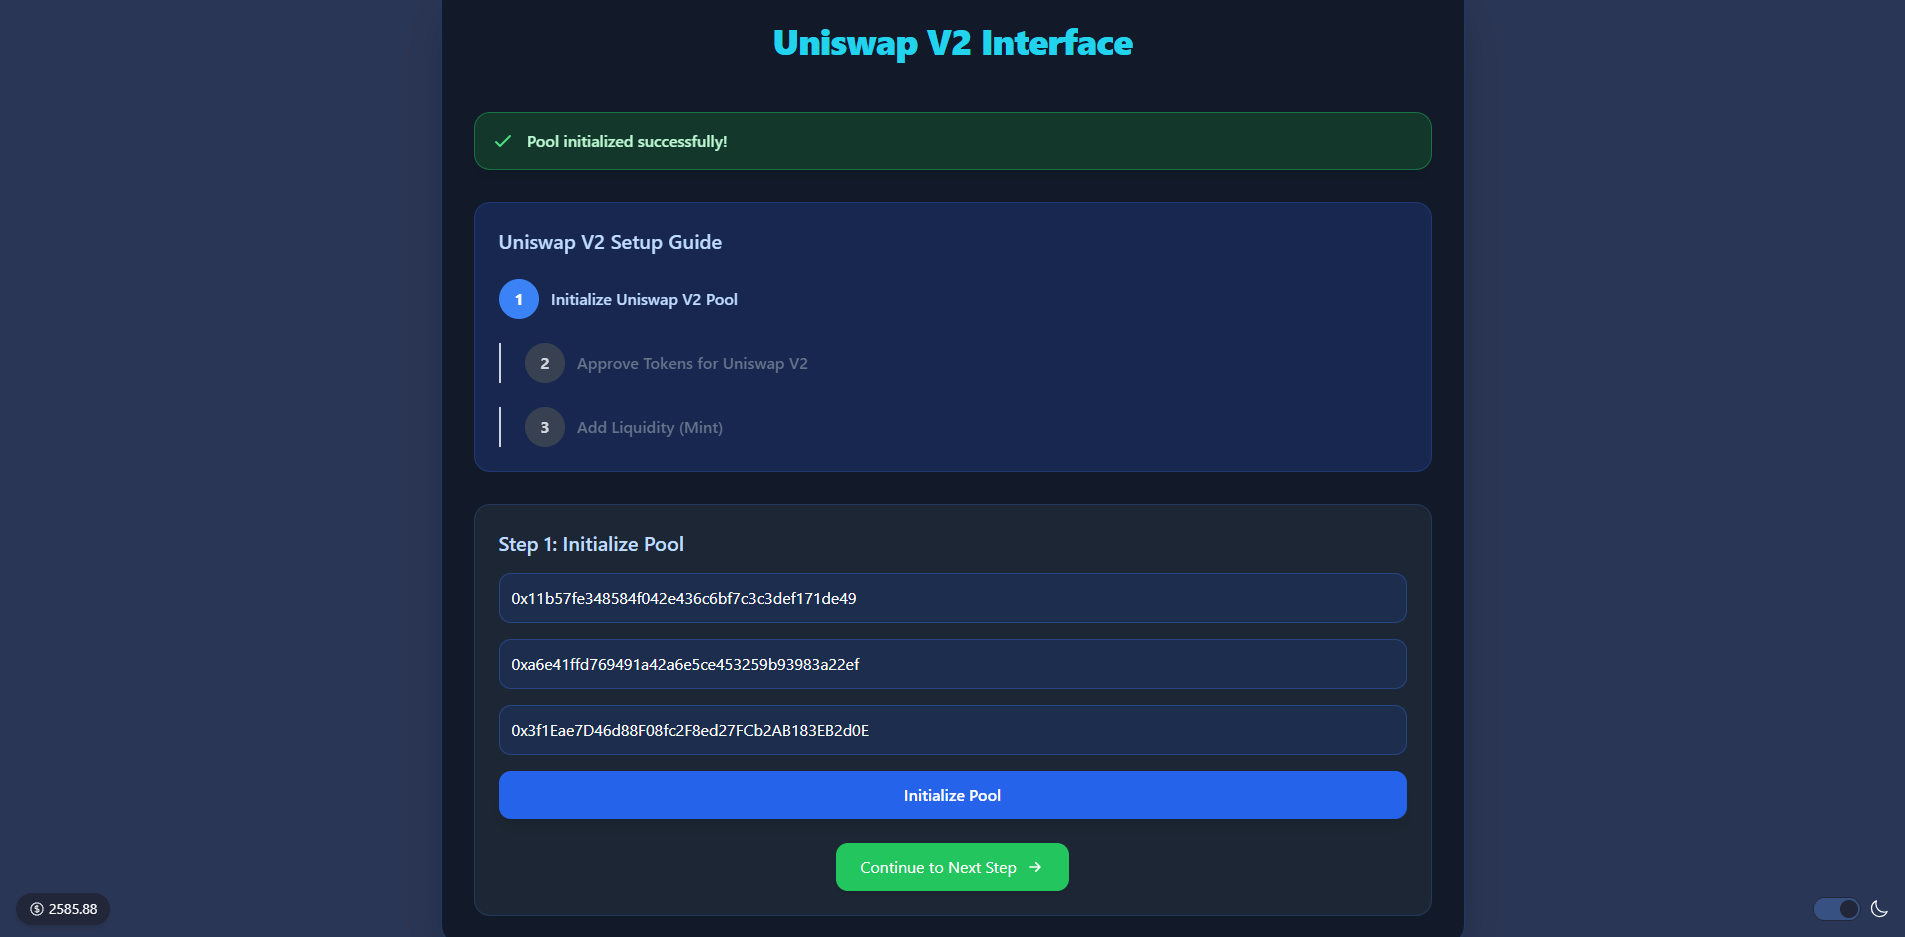 Uniswap V2 Interface
Pool initialized successfully!
Uniswap V2 Setup Guide
1 Initialize Uniswap V2 Pool
2 Approve Tokens for Uniswap V2
3 Add Liquidity (Mint)
Step 1: Initialize Pool
0x11b57fe348584f042e436c6bf7c3c3def171de49
0xa6e41ffd769491a42a6e5ce453259b93983a22ef
0x3f1Eae7D46d88F08fc2F8ed27FCb2AB183EB2d0E
Initialize Pool
Continue to Next Step →
2585.88